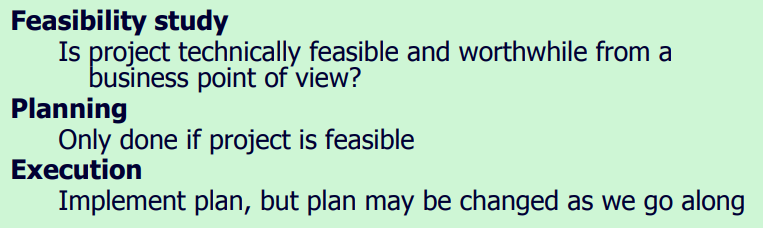 Feasibility study
Is project technically feasible and worthwhile from a
business point of view?
Planning
Only done if project is feasible
Execution
Implement plan, but plan may be changed as we go along